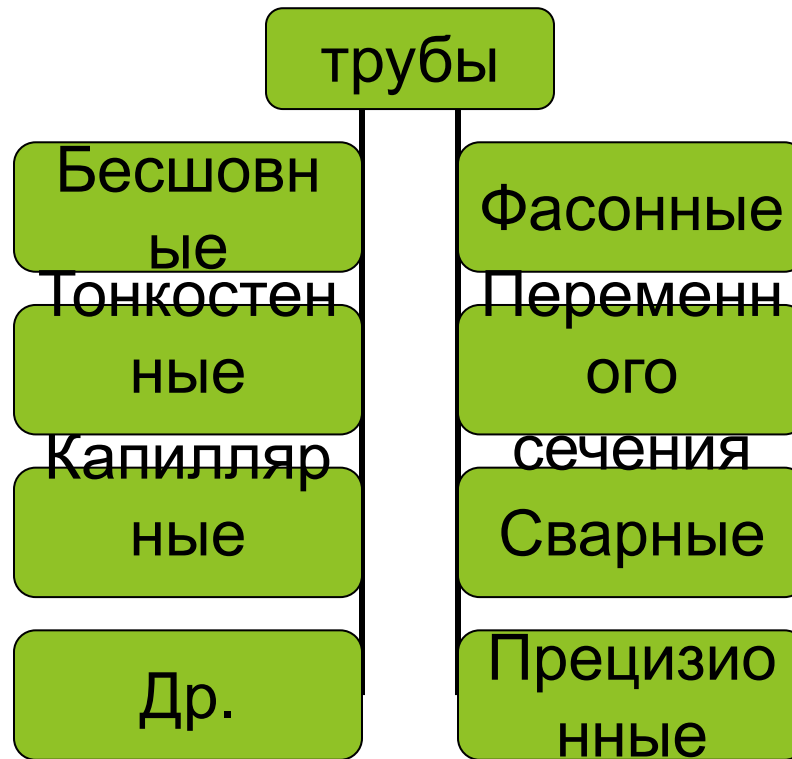 трубы
Бесшовн
ые
Фасонные
Тонкостен
ные
Переменн
ого
сечения
Капилляр
ные
Сварные
Др.
Прецизио
нные